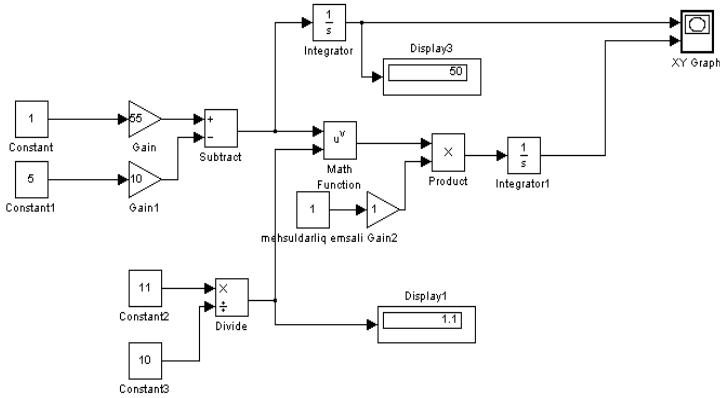 1
s
Integrator
Display3
50
XY Graph
1
Constant
55
Gain
+
−
Subtract
u^v
Math
Function
×
Product
1
s
Integrator1
5
Constant1
10
Gain1
1
mehsuldarliq emsali
1
Gain2
11
Constant2
×
÷
Divide
Display1
1.1
10
Constant3